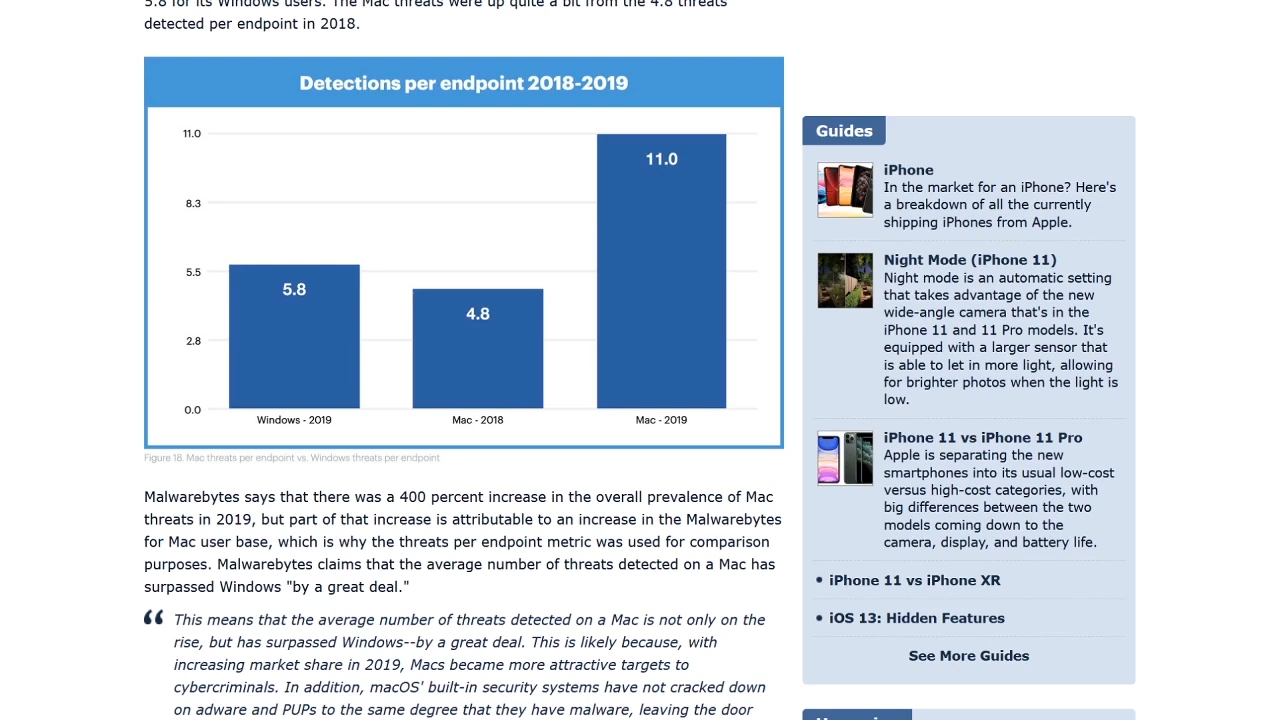 5.8 for its Windows users. The Mac threats were up quite a bit from the 4.8 threats
detected per endpoint in 2018.
Detections per endpoint 2018-2019
11.0
8.3
5.5
2.8
0.0
5.8
4.8
11.0
Windows - 2019
Mac - 2018
Mac - 2019
Figure 18. Mac threats per endpoint vs. Windows threats per endpoint
Malwarebytes says that there was a 400 percent increase in the overall prevalence of Mac
threats in 2019, but part of that increase is attributable to an increase in the Malwarebytes
for Mac user base, which is why the threats per endpoint metric was used for comparison
purposes. Malwarebytes claims that the average number of threats detected on a Mac has
surpassed Windows "by a great deal."
“ This means that the average number of threats detected on a Mac is not only on the
rise, but has surpassed Windows--by a great deal. This is likely because, with
increasing market share in 2019, Macs became more attractive targets to
cybercriminals. In addition, macOS' built-in security systems have not cracked down
on adware and PUPs to the same degree that they have malware, leaving the door
Guides
iPhone
In the market for an iPhone? Here's
a breakdown of all the currently
shipping iPhones from Apple.
Night Mode (iPhone 11)
Night mode is an automatic setting
that takes advantage of the new
wide-angle camera that's in the
iPhone 11 and 11 Pro models. It's
equipped with a larger sensor that
is able to let in more light, allowing
for brighter photos when the light is
low.
iPhone 11 vs iPhone 11 Pro
Apple is separating the new
smartphones into its usual low-cost
versus high-cost categories, with
big differences between the two
models coming down to the
camera, display, and battery life.
• iPhone 11 vs iPhone XR
• iOS 13: Hidden Features
See More Guides